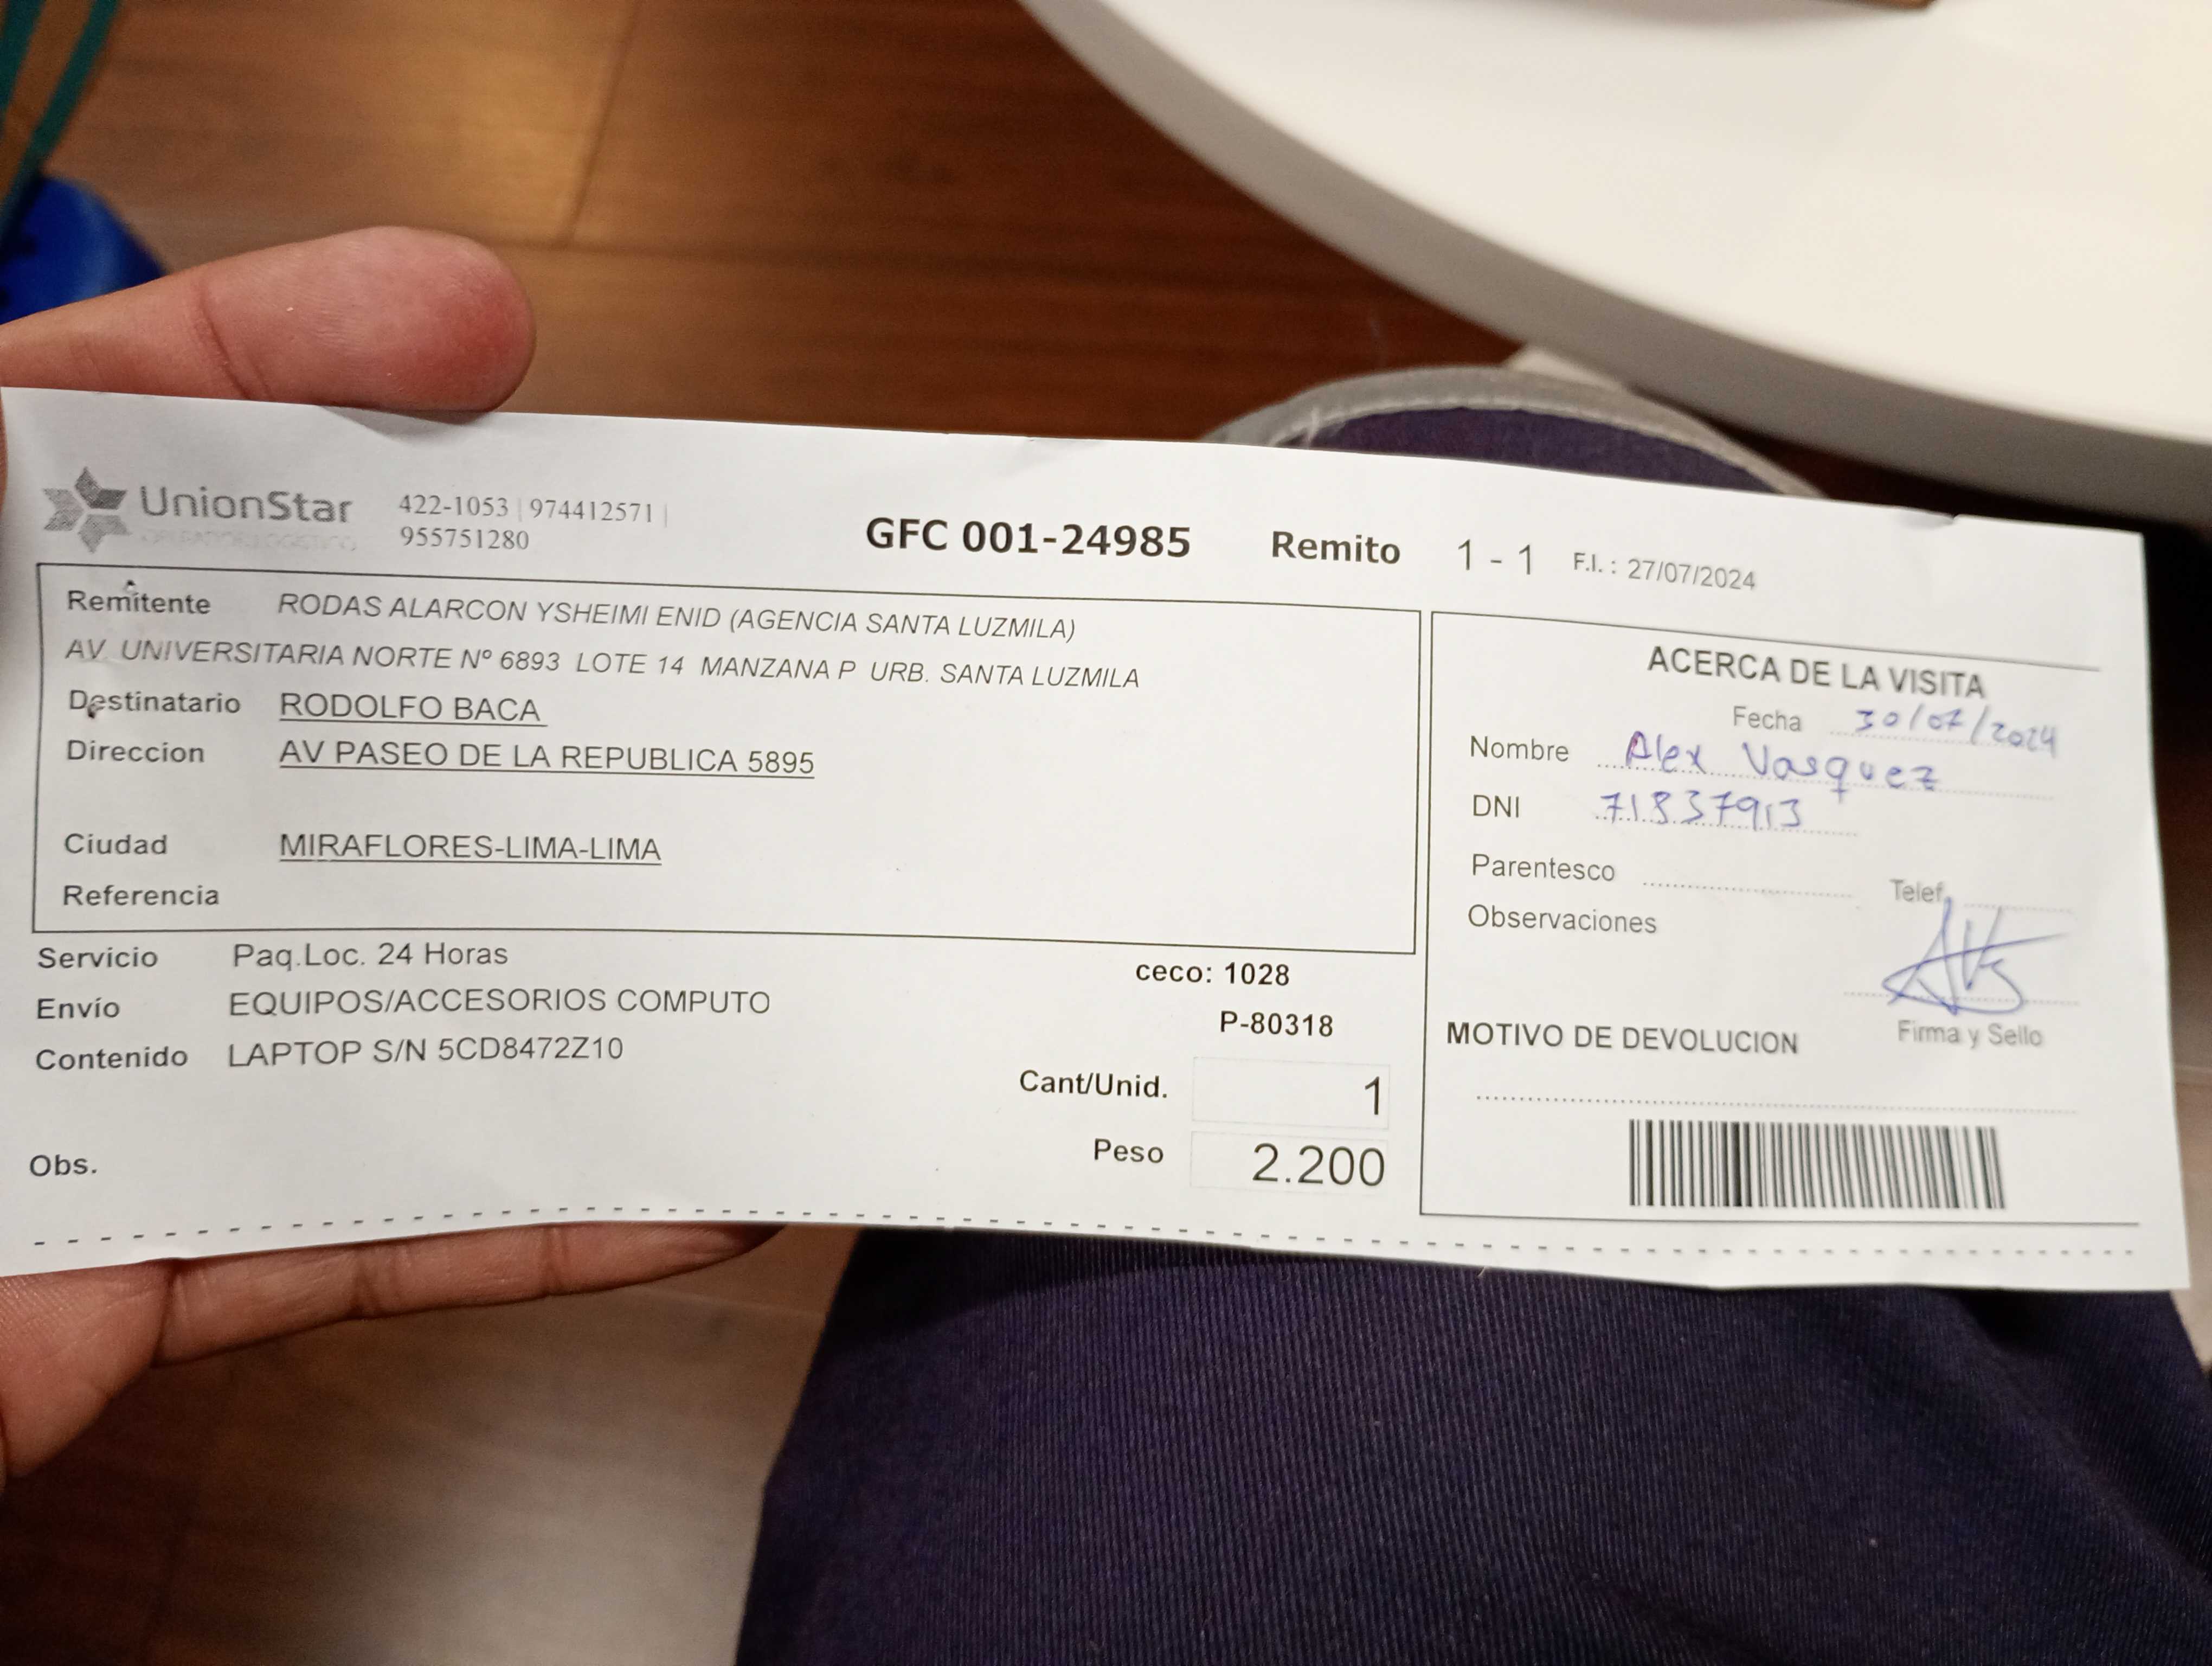 UnionStar
OPERADOR LOGISTICO
422-1053 | 974412571 |
955751280
GFC 001-24985 Remito 1 - 1 F.I. : 27/07/2024
Remitente RODAS ALARCON YSHEIMI ENID (AGENCIA SANTA LUZMILA)
AV. UNIVERSITARIA NORTE Nº 6893 LOTE 14 MANZANA P URB. SANTA LUZMILA
Destinatario RODOLFO BACA
Direccion AV PASEO DE LA REPUBLICA 5895
Ciudad MIRAFLORES-LIMA-LIMA
Referencia
Servicio Paq.Loc. 24 Horas
Envío EQUIPOS/ACCESORIOS COMPUTO
Contenido LAPTOP S/N 5CD8472Z10
ceco: 1028
P-80318
Cant/Unid. 1
Peso 2.200
Obs.
ACERCA DE LA VISITA
Fecha 30/07/2024
Nombre Alex Vasquez
DNI 71837913
Parentesco
Telef.
Observaciones
Firma y Sello
MOTIVO DE DEVOLUCION